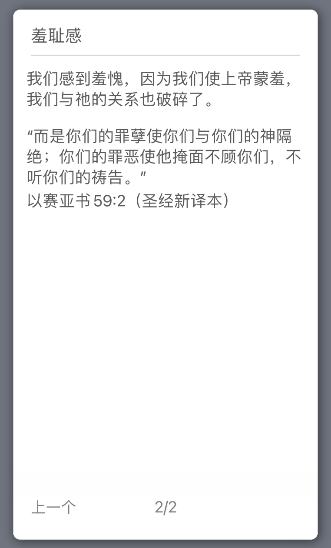 羞耻感
我们感到羞愧，因为我们使上帝蒙羞，
我们与祂的关系也破碎了。
“而是你们的罪孽使你们与你们的神隔
绝；你们的罪恶使他掩面不顾你们，不
听你们的祷告。”
以赛亚书 59:2（圣经新译本）
上一个 2/2